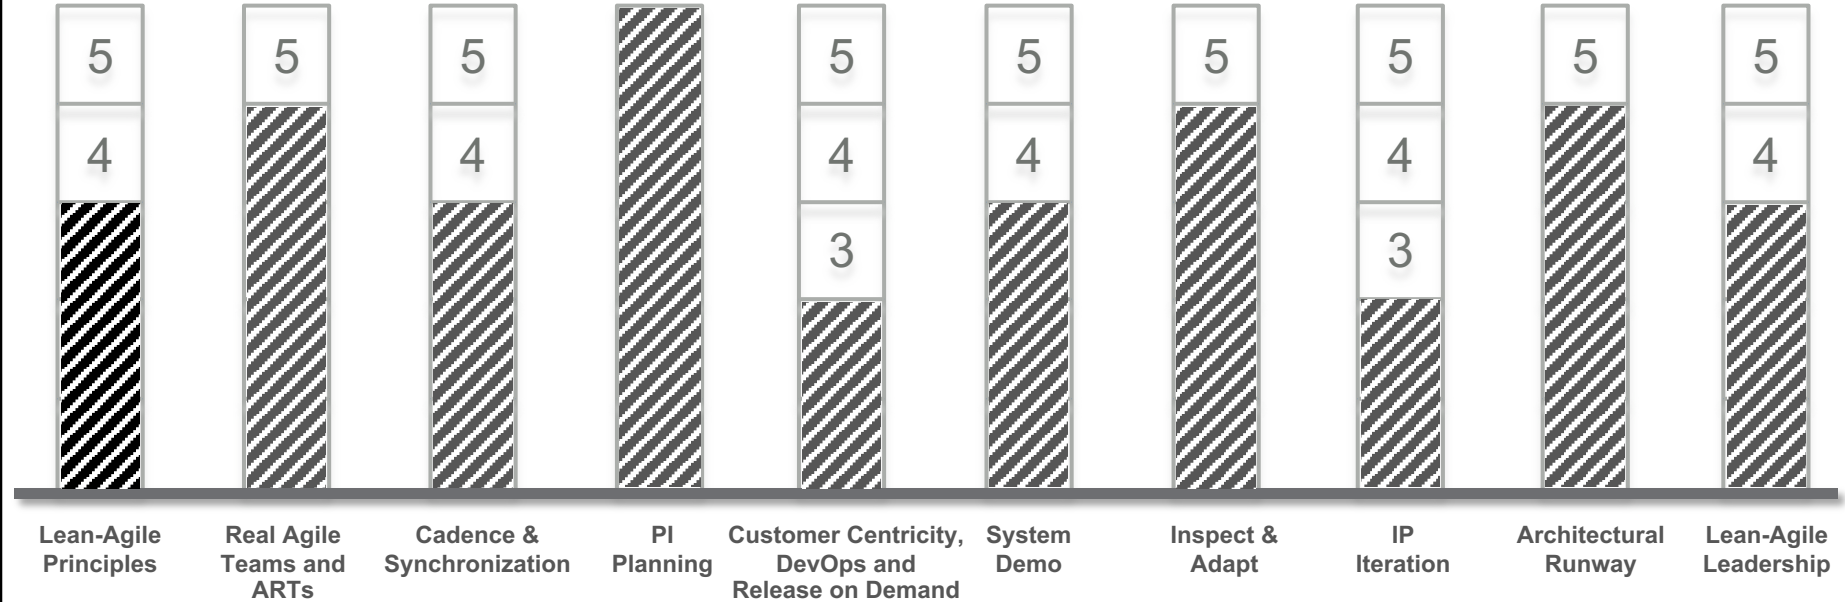 5 5 5 5 5 5 5 5 5
4 4 4 4 4 4
3 3
Lean-Agile
Principles
Real Agile
Teams and
ARTs
Cadence &
Synchronization
PI
Planning
Customer Centricity,
DevOps and
Release on Demand
System
Demo
Inspect &
Adapt
IP
Iteration
Architectural
Runway
Lean-Agile
Leadership